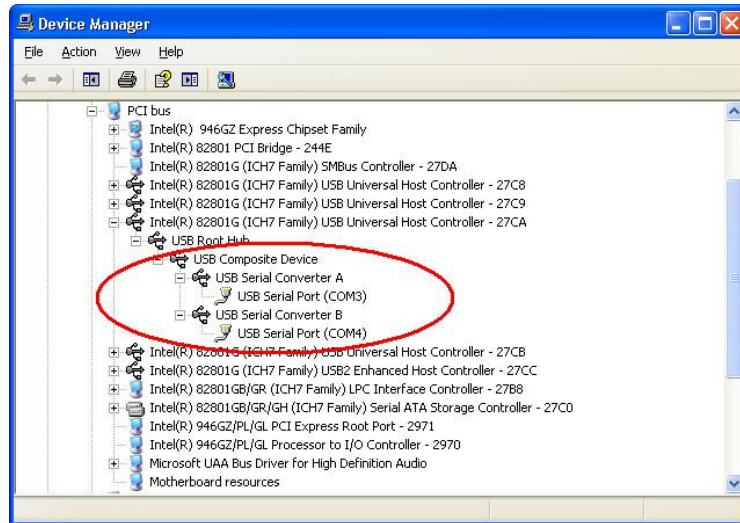 Device Manager
File Action View Help
PCI bus
Intel(R) 946GZ Express Chipset Family
Intel(R) 82801 PCI Bridge - 244E
Intel(R) 82801G (ICH7 Family) SMBus Controller - 27DA
Intel(R) 82801G (ICH7 Family) USB Universal Host Controller - 27C8
Intel(R) 82801G (ICH7 Family) USB Universal Host Controller - 27C9
Intel(R) 82801G (ICH7 Family) USB Universal Host Controller - 27CA
USB Root Hub
USB Composite Device
USB Serial Converter A
USB Serial Port (COM3)
USB Serial Converter B
USB Serial Port (COM4)
Intel(R) 82801G (ICH7 Family) USB Universal Host Controller - 27CB
Intel(R) 82801G (ICH7 Family) USB2 Enhanced Host Controller - 27CC
Intel(R) 82801GB/GR (ICH7 Family) LPC Interface Controller - 27B8
Intel(R) 82801GB/GR/GH (ICH7 Family) Serial ATA Storage Controller - 27C0
Intel(R) 946GZ/PL/GL PCI Express Root Port - 2971
Intel(R) 946GZ/PL/GL Processor to I/O Controller - 2970
Microsoft UAA Bus Driver for High Definition Audio
Motherboard resources